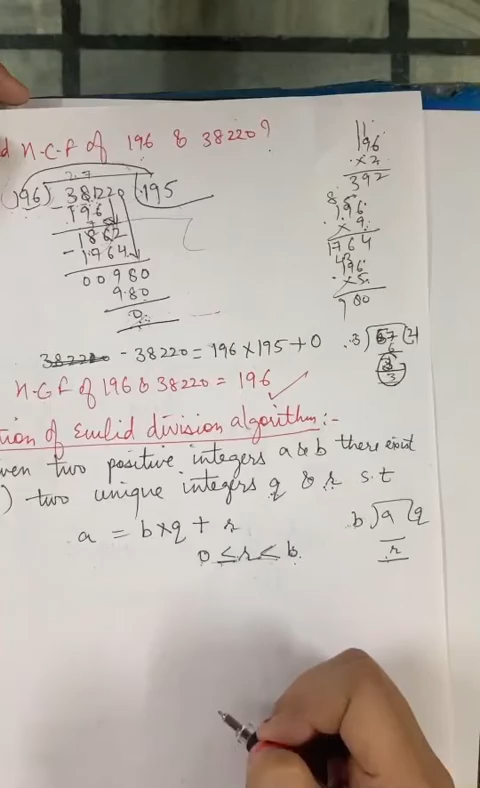 d H.C.F of 196 & 38220?
196) 38220 (195
- 196
1862
- 1764
00980
980
0
196
×2
392
196
× 9
1764
196
×5
980
- 38220 = 196 × 195 + 0
H.C.F of 196 & 38220 = 196
tion of Euclid division algorithm:-
ven two positive integers a & b there exist
) two unique integers q & r s.t
a = b×q + r
0 ≤ r < b
b) a (q
r